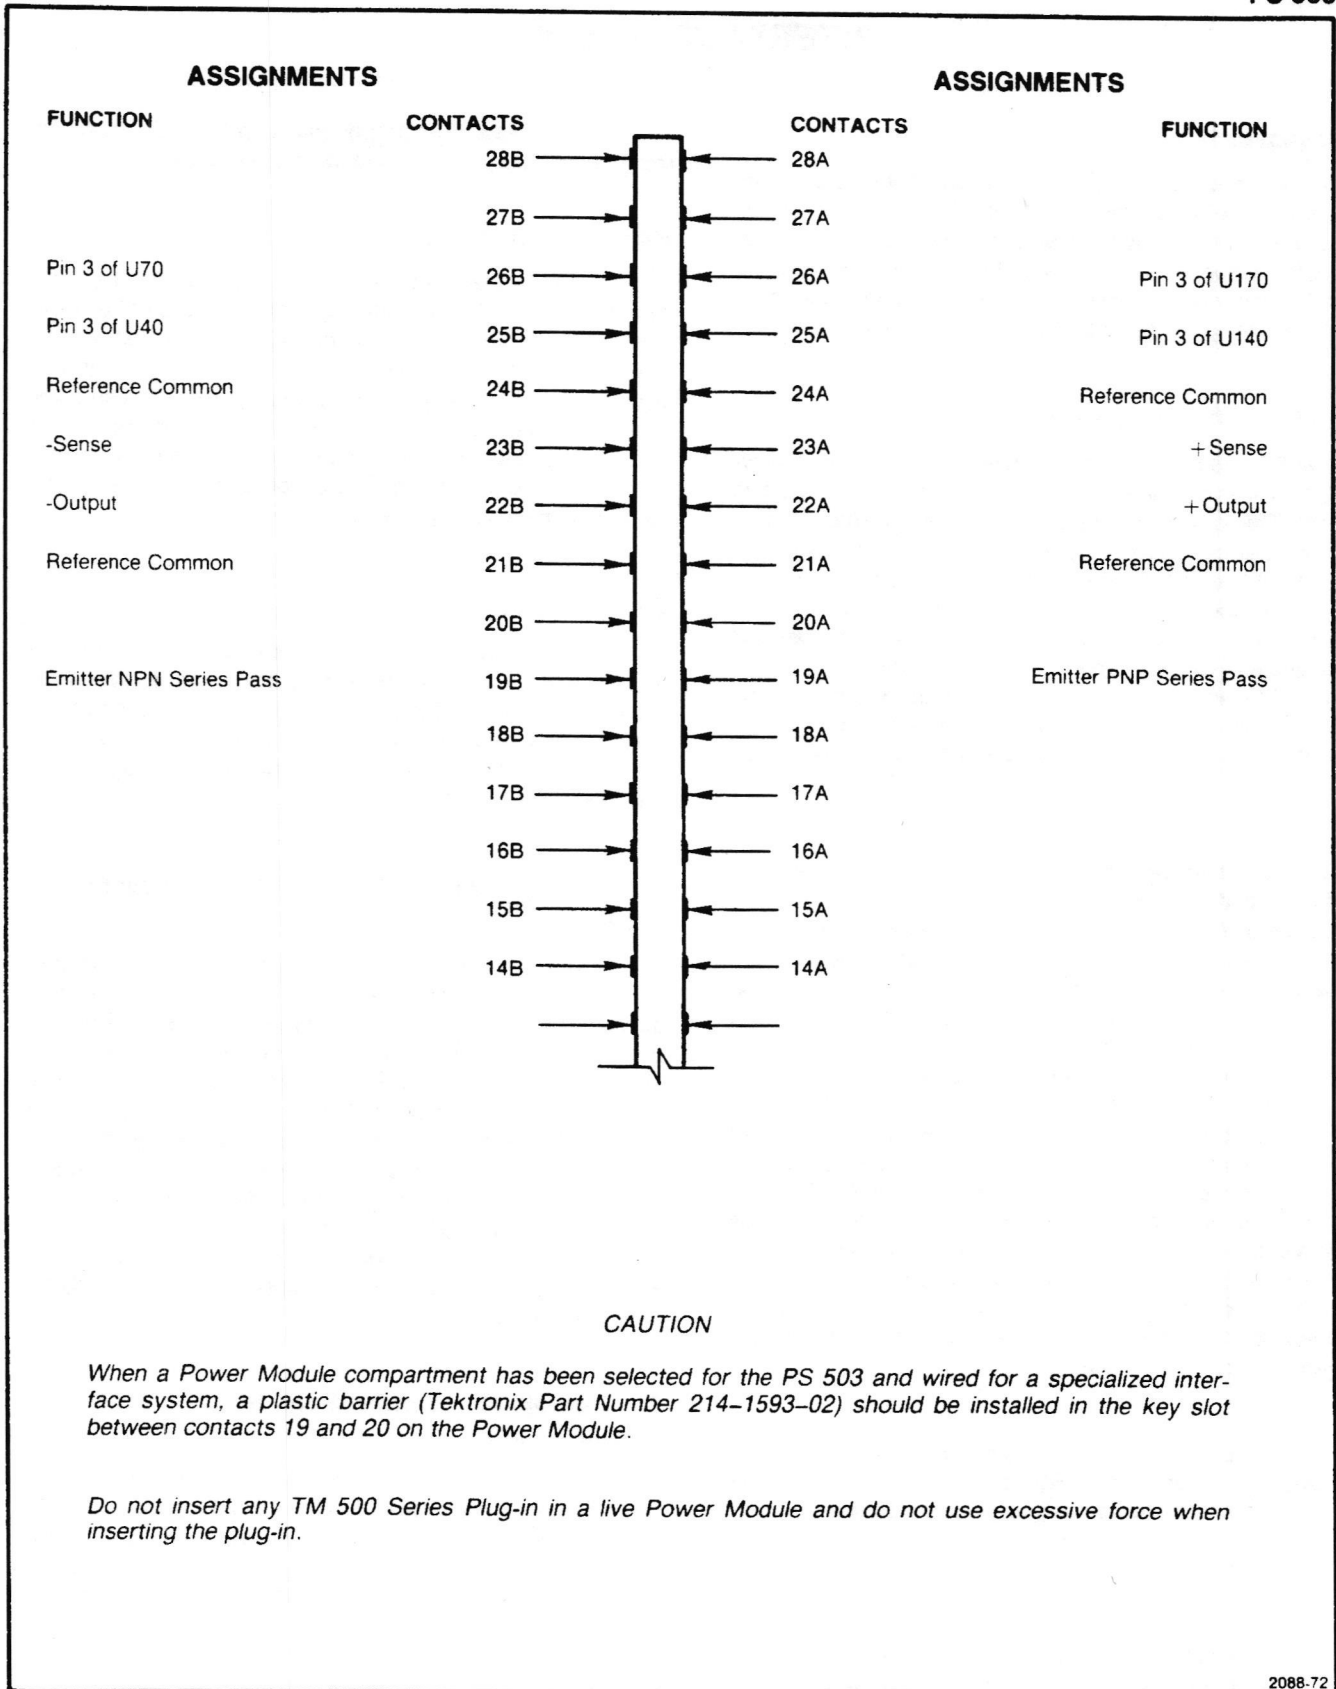 ASSIGNMENTS ASSIGNMENTS
FUNCTION CONTACTS CONTACTS FUNCTION
28B 28A
27B 27A
Pin 3 of U70 26B 26A Pin 3 of U170
Pin 3 of U40 25B 25A Pin 3 of U140
Reference Common 24B 24A Reference Common
-Sense 23B 23A +Sense
-Output 22B 22A +Output
Reference Common 21B 21A Reference Common
20B 20A
Emitter NPN Series Pass 19B 19A Emitter PNP Series Pass
18B 18A
17B 17A
16B 16A
15B 15A
14B 14A
CAUTION
When a Power Module compartment has been selected for the PS 503 and wired for a specialized inter-
face system, a plastic barrier (Tektronix Part Number 214-1593-02) should be installed in the key slot
between contacts 19 and 20 on the Power Module.
Do not insert any TM 500 Series Plug-in in a live Power Module and do not use excessive force when
inserting the plug-in.
2088-72